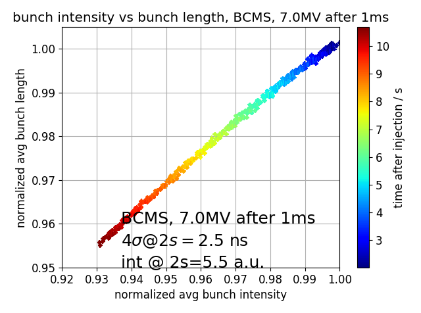 bunch intensity vs bunch length, BCMS, 7.0MV after 1ms
normalized avg bunch length
1.00
0.99
0.98
0.97
0.96
0.95
BCMS, 7.0MV after 1ms
4σ@2s = 2.5 ns
int @ 2s=5.5 a.u.
0.92 0.93 0.94 0.95 0.96 0.97 0.98 0.99 1.00
normalized avg bunch intensity
10
9
8
7
6
5
4
3
time after injection / s